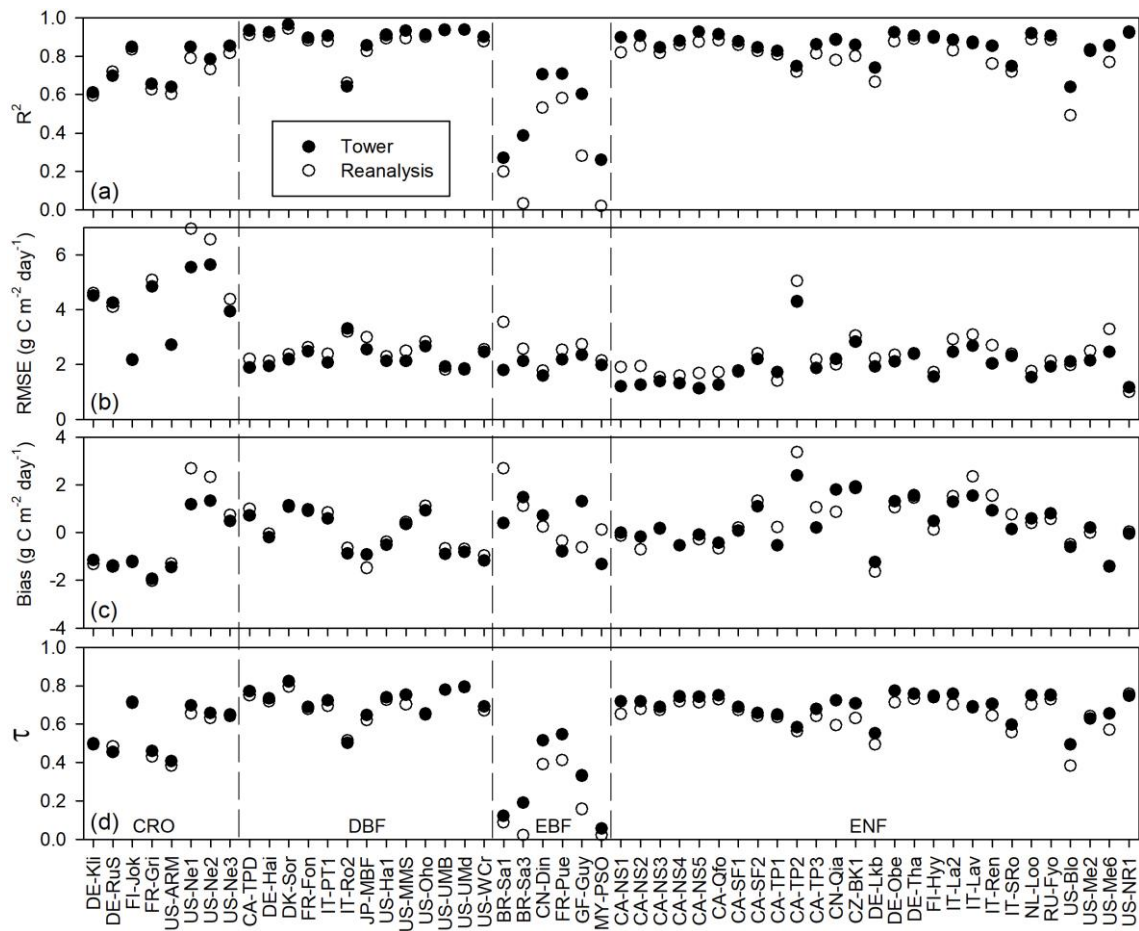 1.0
0.8
0.6
0.4
0.2
0.0
R²
Tower
Reanalysis
(a)
6
4
2
0
RMSE (g C m⁻² day⁻¹)
(b)
4
2
0
-2
-4
Bias (g C m⁻² day⁻¹)
(c)
1.0
0.8
0.6
0.4
0.2
0.0
τ
(d)
CRO
DBF
EBF
ENF
DE-Kli
DE-RuS
FI-Jok
FR-Gri
US-ARM
US-Ne1
US-Ne2
US-Ne3
CA-TPD
DE-Hai
DK-Sor
FR-Fon
IT-PT1
IT-Ro2
JP-MBF
US-Ha1
US-MMS
US-Oho
US-UMB
US-UMd
US-WCr
BR-Sa1
BR-Sa3
CN-Din
FR-Pue
GF-Guy
MY-PSO
CA-NS1
CA-NS2
CA-NS3
CA-NS4
CA-NS5
CA-Qfo
CA-SF1
CA-SF2
CA-TP1
CA-TP2
CA-TP3
CN-Qia
CZ-BK1
DE-Lkb
DE-Obe
DE-Tha
FI-Hyy
IT-La2
IT-Lav
IT-Ren
IT-SRo
NL-Loo
RU-Fyo
US-Blo
US-Me2
US-Me6
US-NR1